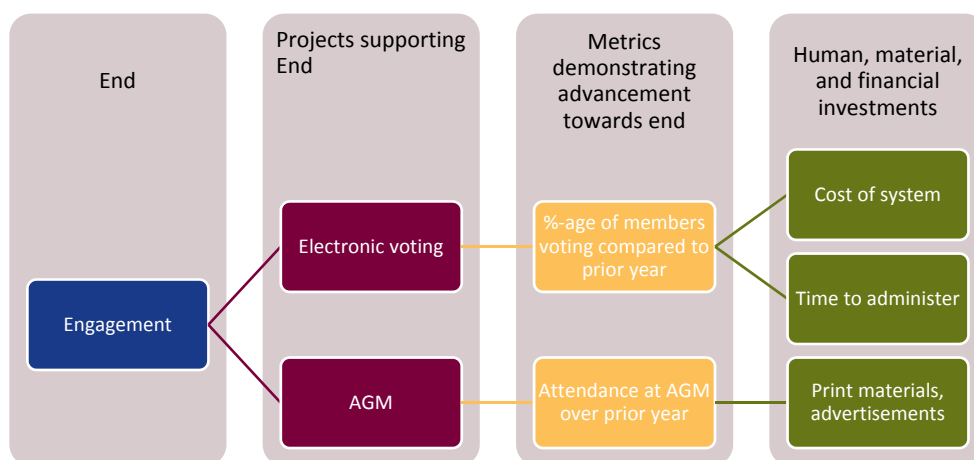 End
Projects supporting
End
Metrics
demonstrating
advancement
towards end
Human, material,
and financial
investments
Engagement
Electronic voting
AGM
%-age of members
voting compared to
prior year
Attendance at AGM
over prior year
Cost of system
Time to administer
Print materials,
advertisements